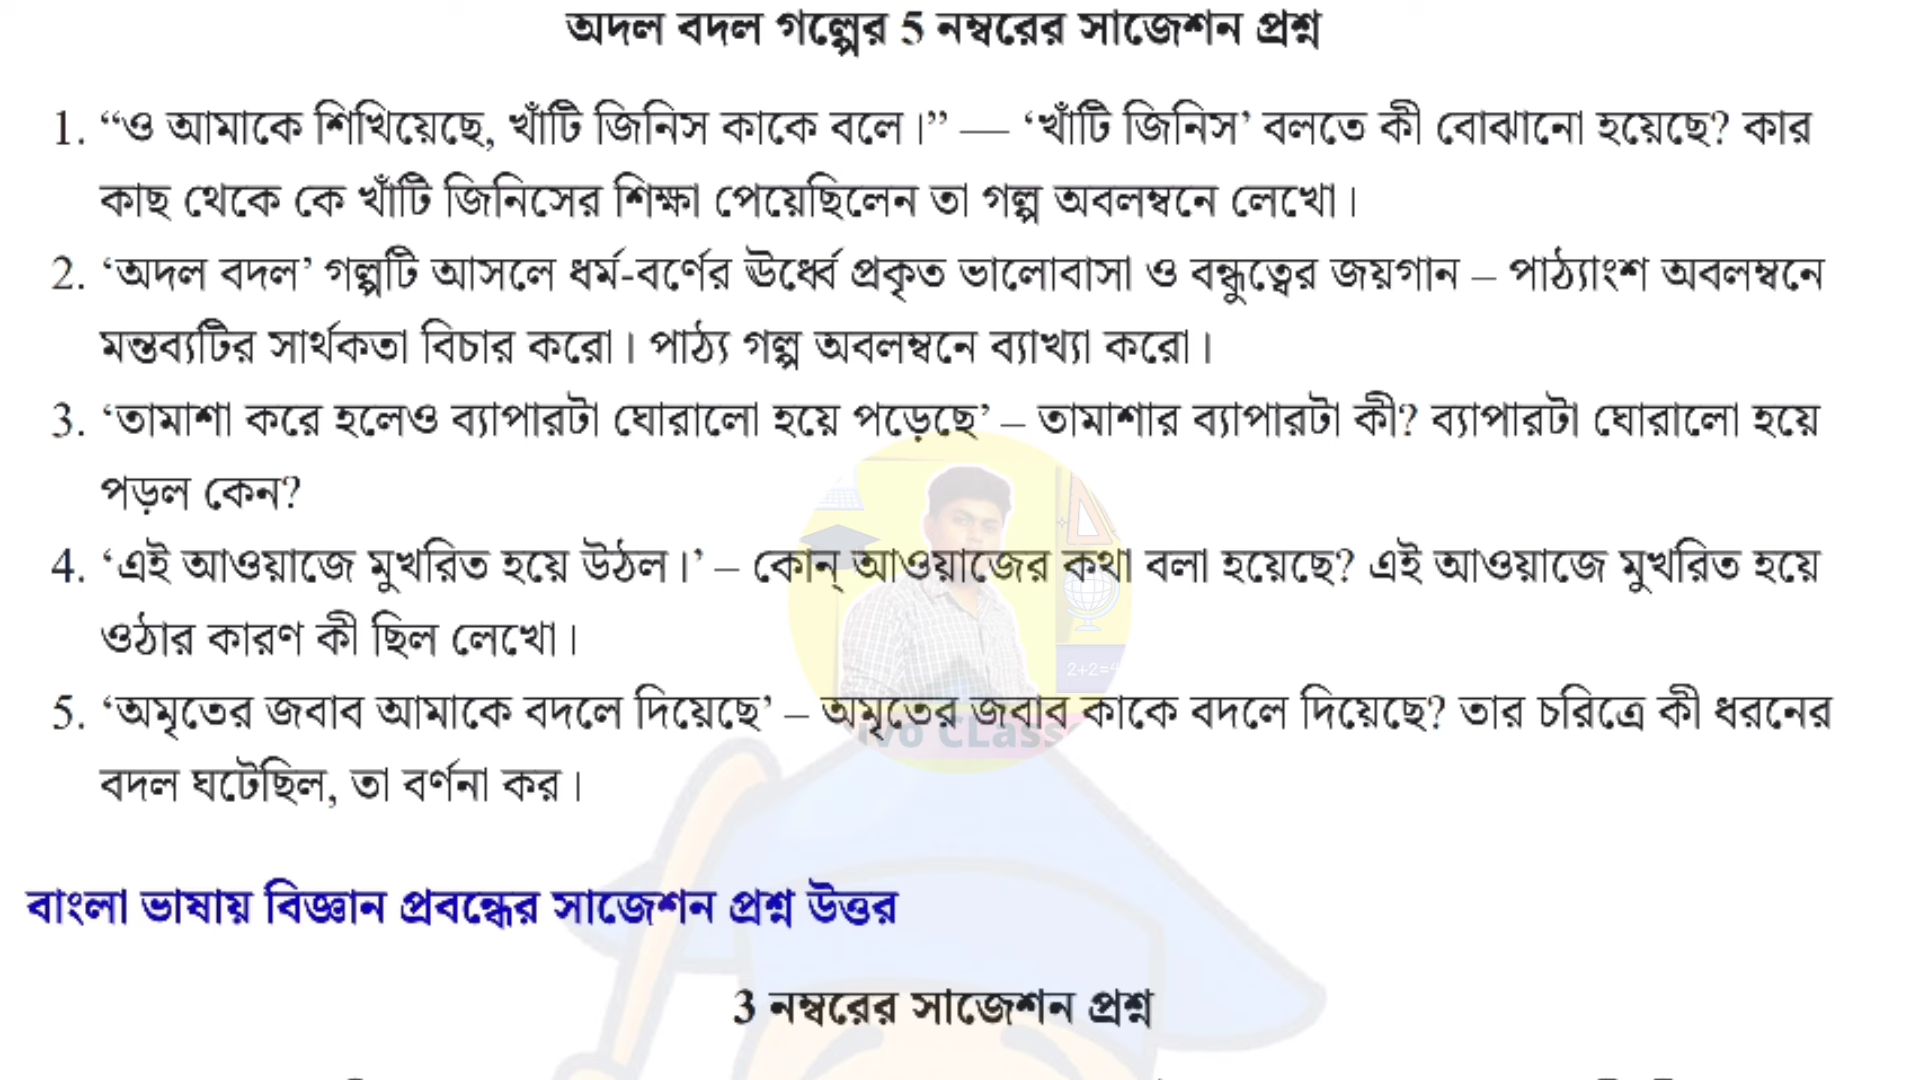 অদল বদল গল্পের 5 নম্বরের সাজেশন প্রশ্ন
1. “ও আমাকে শিখিয়েছে, খাঁটি জিনিস কাকে বলে।” — ‘খাঁটি জিনিস’ বলতে কী বোঝানো হয়েছে? কার
কাছ থেকে কে খাঁটি জিনিসের শিক্ষা পেয়েছিলেন তা গল্প অবলম্বনে লেখো।
2. ‘অদল বদল’ গল্পটি আসলে ধর্ম-বর্ণের ঊর্ধ্বে প্রকৃত ভালোবাসা ও বন্ধুত্বের জয়গান – পাঠ্যাংশ অবলম্বনে
মন্তব্যটির সার্থকতা বিচার করো। পাঠ্য গল্প অবলম্বনে ব্যাখ্যা করো।
3. ‘তামাশা করে হলেও ব্যাপারটা ঘোরালো হয়ে পড়েছে’ – তামাশার ব্যাপারটা কী? ব্যাপারটা ঘোরালো হয়ে
পড়ল কেন?
4. ‘এই আওয়াজে মুখরিত হয়ে উঠল।’ – কোন্ আওয়াজের কথা বলা হয়েছে? এই আওয়াজে মুখরিত হয়ে
ওঠার কারণ কী ছিল লেখো।
2+2=4
5. ‘অমৃতের জবাব আমাকে বদলে দিয়েছে’ – অমৃতের জবাব কাকে বদলে দিয়েছে? তার চরিত্রে কী ধরনের
CLass
বদল ঘটেছিল, তা বর্ণনা কর।
বাংলা ভাষায় বিজ্ঞান প্রবন্ধের সাজেশন প্রশ্ন উত্তর
3 নম্বরের সাজেশন প্রশ্ন